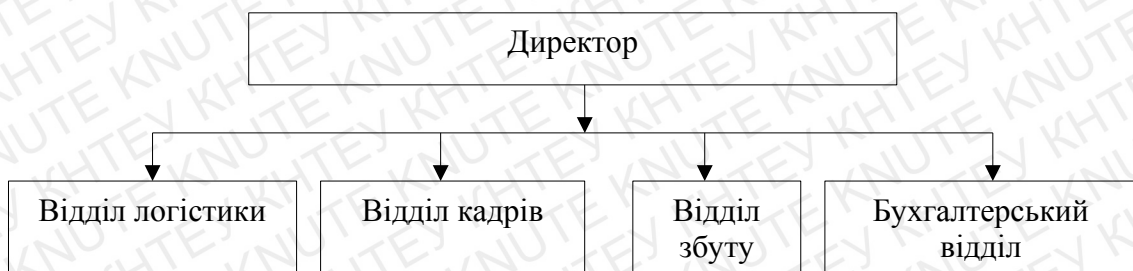 Директор
Відділ логістики
Відділ кадрів
Відділ
збуту
Бухгалтерський
відділ